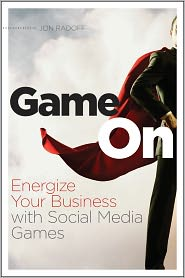 JON RADOFF
Game
On
Energize
Your Business
with Social Media
Games